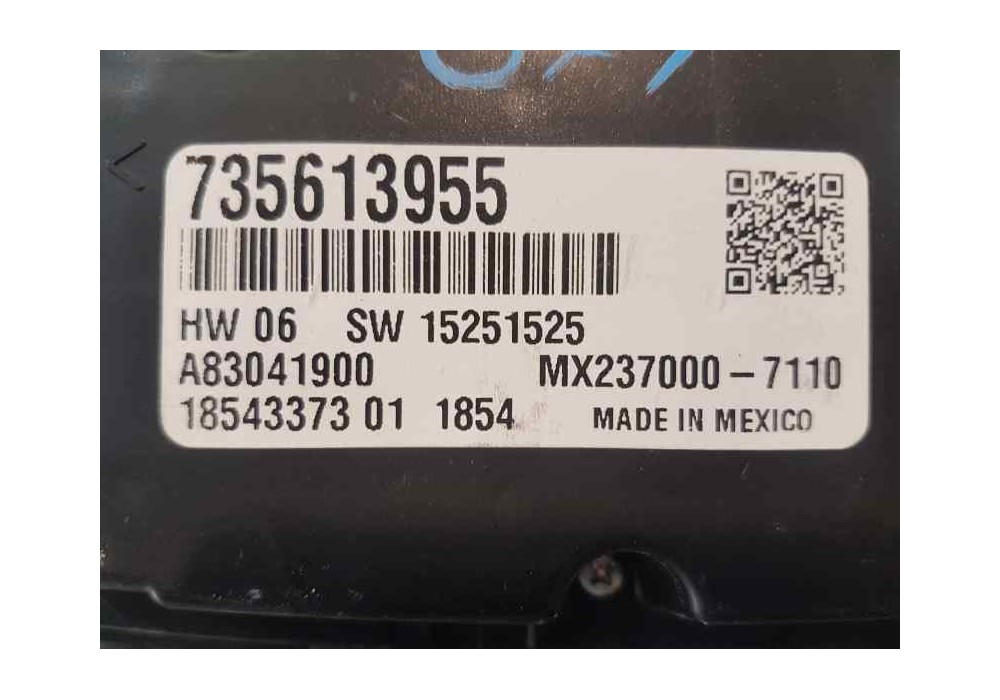 735613955
HW 06 SW 15251525
A83041900 MX237000-7110
18543373 01 1854
MADE IN MEXICO